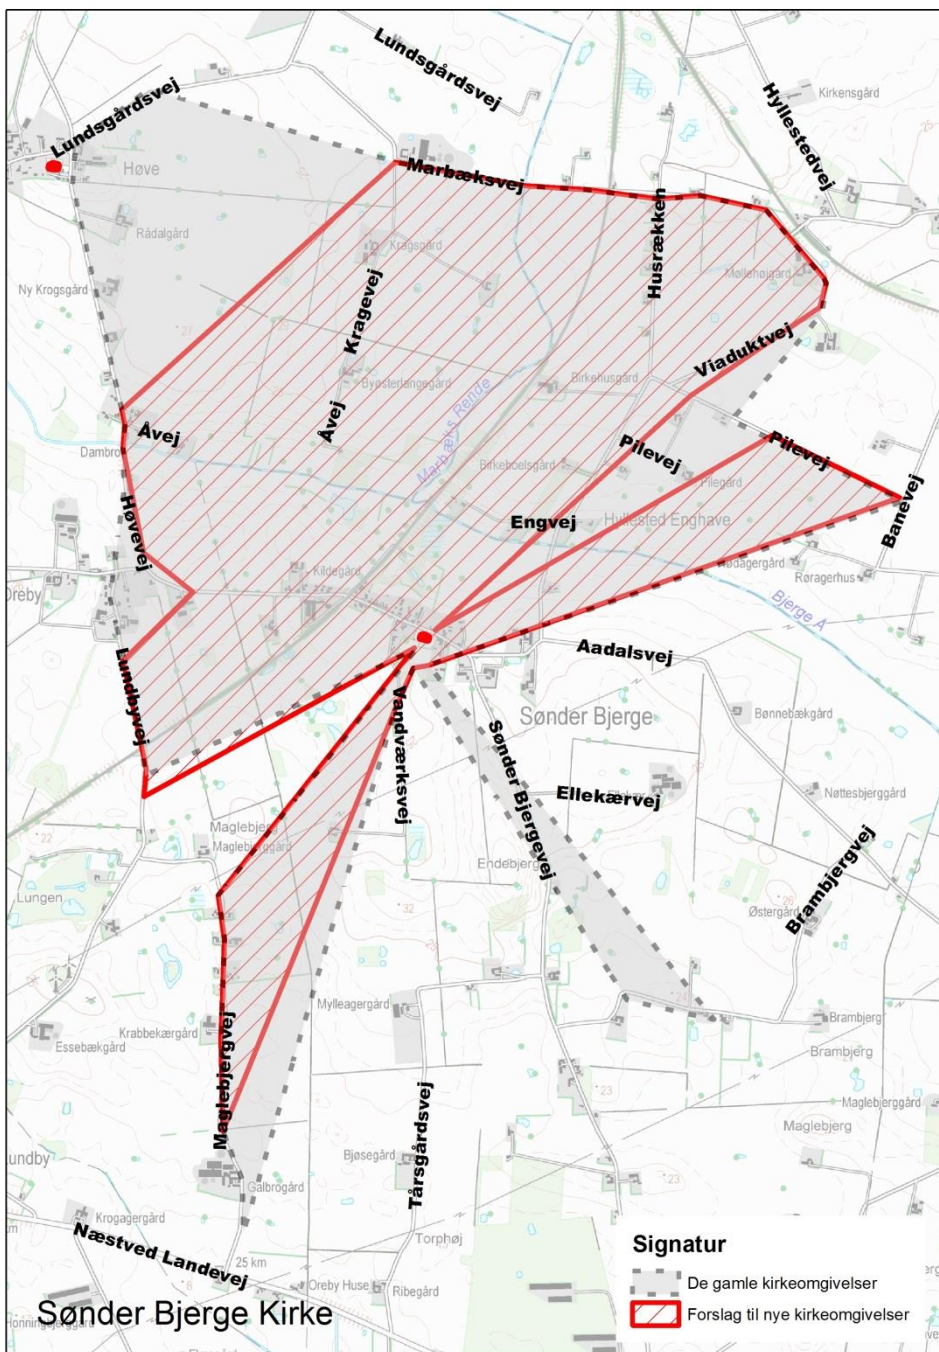 Lundsgårdsvej
Kirkensgård
Hyllestedvej
Lundsgårdsvej
Høve
Marbæksvej
Rådalgård
Kragsgård
Husrækken
Møllehøjgård
Ny Krogsgård
Kragevej
Viaduktvej
Byøsterlangegård
Birkehusgård
Åvej
Åvej
Marbæks Rende
Dambro
Birkeboelsgård
Pilevej
Pilevej
Pilegård
Banevej
Høvevej
Engvej
Hyllested Enghave
Kildegård
Røragerhus
Bjerge Å
Dreby
Aadalsvej
Lundbyvej
Vandværksvej
Sønder Bjerge
Bønnebækgård
Sønder Bjergevej
Ellekærvej
Nøttesbjerggård
Maglebjerg
Maglebjerggård
Endebjerg
Brambjergvej
Lungen
Østergård
Mylleagergård
Krabbekærgård
Essebækgård
Maglebjergvej
Brambjerg
Brambjerg
Maglebjerggård
Maglebjerg
Tårsgårdsvej
Bjøsegård
Galbrogård
Krogagergård
Torphøj
Næstved Landevej
25 km
Oreby Huse
Ribegård
Signatur
De gamle kirkeomgivelser
Forslag til nye kirkeomgivelser
Sønder Bjerge Kirke